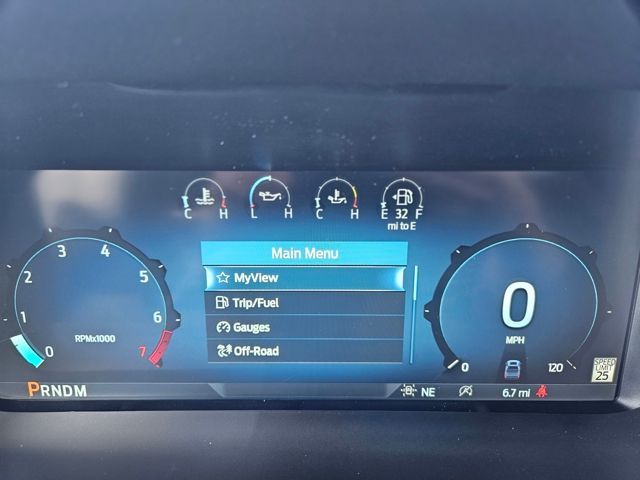 C H L H C H E 32 F
mi to E
Main Menu
MyView
Trip/Fuel
Gauges
Off-Road
0 1 2 3 4 5 6 7
RPMx1000
0
MPH
0 120
SPEED
LIMIT
25
PRNDM
NE 6.7 mi